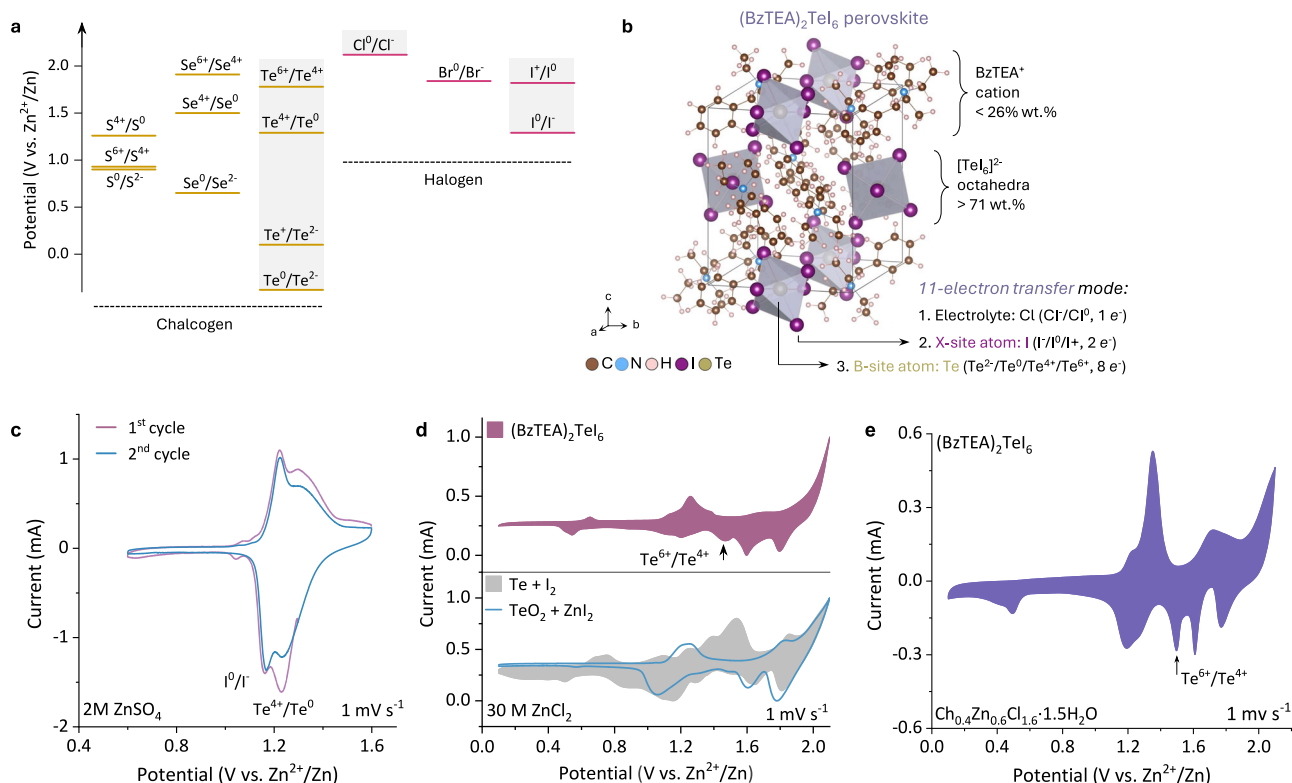 a
Potential (V vs. Zn²⁺/Zn)
2.0
1.5
1.0
0.5
0.0
S⁴⁺/S⁰
S⁶⁺/S⁴⁺
S⁰/S²⁻
Se⁶⁺/Se⁴⁺
Se⁴⁺/Se⁰
Se⁰/Se²⁻
Te⁶⁺/Te⁴⁺
Te⁴⁺/Te⁰
Te⁺/Te²⁻
Te⁰/Te²⁻
Chalcogen
Cl⁰/Cl⁻
Br⁰/Br⁻
I⁺/I⁰
I⁰/I⁻
Halogen
b
(BzTEA)₂TeI₆ perovskite
BzTEA⁺
cation
< 26% wt.%
[TeI₆]²⁻
octahedra
> 71 wt.%
c
a
b
C N H I Te
11-electron transfer mode:
1. Electrolyte: Cl (Cl⁻/Cl⁰, 1 e⁻)
2. X-site atom: I (I⁻/I⁰/I+, 2 e⁻)
3. B-site atom: Te (Te²⁻/Te⁰/Te⁴⁺/Te⁶⁺, 8 e⁻)
c
1ˢᵗ cycle
2ⁿᵈ cycle
Current (mA)
1
0
-1
-2
I⁰/I⁻
Te⁴⁺/Te⁰
2M ZnSO₄
1 mV s⁻¹
0.4 0.8 1.2 1.6
Potential (V vs. Zn²⁺/Zn)
d
(BzTEA)₂TeI₆
Current (mA)
1.0
0.5
0.0
Te⁶⁺/Te⁴⁺
Te + I₂
TeO₂ + ZnI₂
1.0
0.5
0.0
30 M ZnCl₂
1 mV s⁻¹
0.0 0.4 0.8 1.2 1.6 2.0
Potential (V vs. Zn²⁺/Zn)
e
(BzTEA)₂TeI₆
Current (mA)
0.6
0.3
0.0
-0.3
-0.6
Te⁶⁺/Te⁴⁺
Ch₀.₄Zn₀.₆Cl₁.₆·1.5H₂O
1 mV s⁻¹
0.0 0.4 0.8 1.2 1.6 2.0
Potential (V vs. Zn²⁺/Zn)